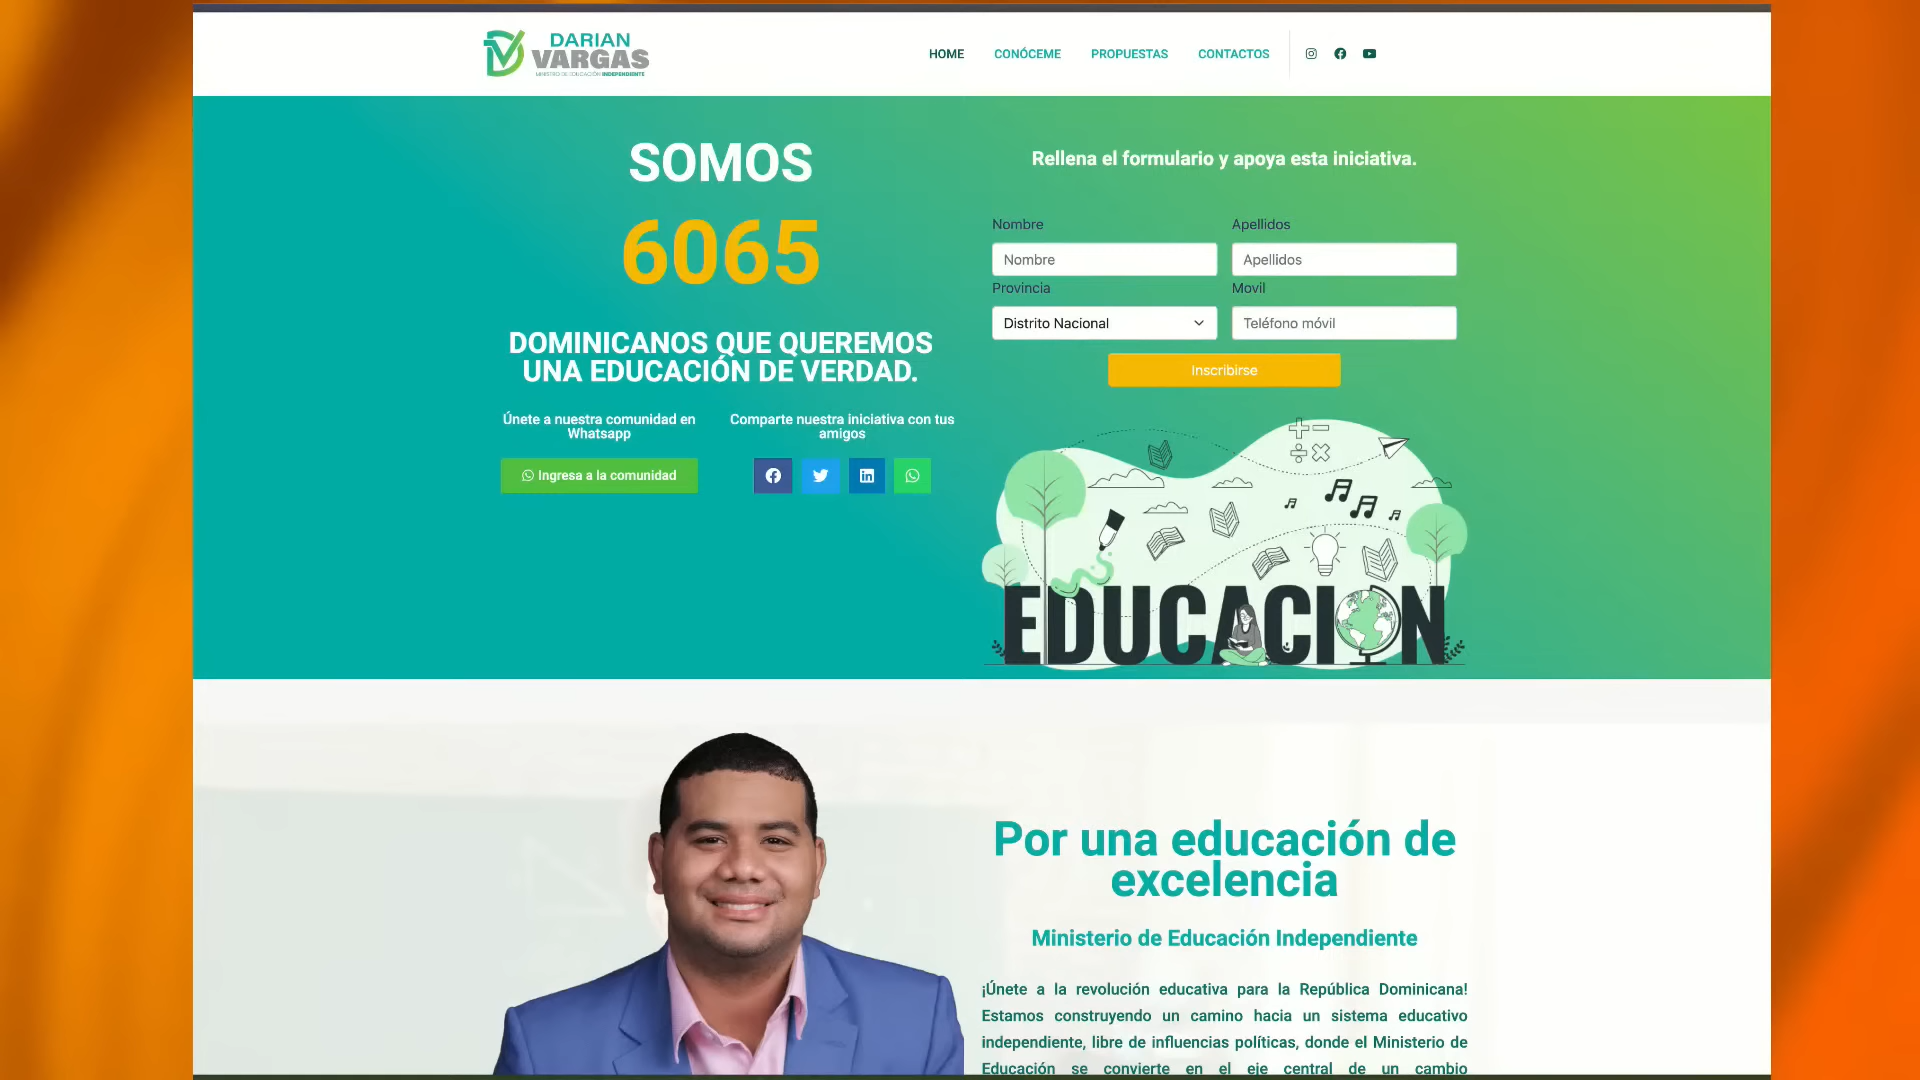 DARIAN
VARGAS
MINISTRO DE EDUCACIÓN INDEPENDIENTE
HOME
CONÓCEME
PROPUESTAS
CONTACTOS
SOMOS
6065
DOMINICANOS QUE QUEREMOS
UNA EDUCACIÓN DE VERDAD.
Únete a nuestra comunidad en
Whatsapp
Ingresa a la comunidad
Comparte nuestra iniciativa con tus
amigos
Rellena el formulario y apoya esta iniciativa.
Nombre
Apellidos
Nombre
Apellidos
Provincia
Movil
Distrito Nacional
Teléfono móvil
Inscribirse
EDUCACION
Por una educación de
excelencia
Ministerio de Educación Independiente
¡Únete a la revolución educativa para la República Dominicana!
Estamos construyendo un camino hacia un sistema educativo
independiente, libre de influencias políticas, donde el Ministerio de
Educación se convierte en el eje central de un cambio